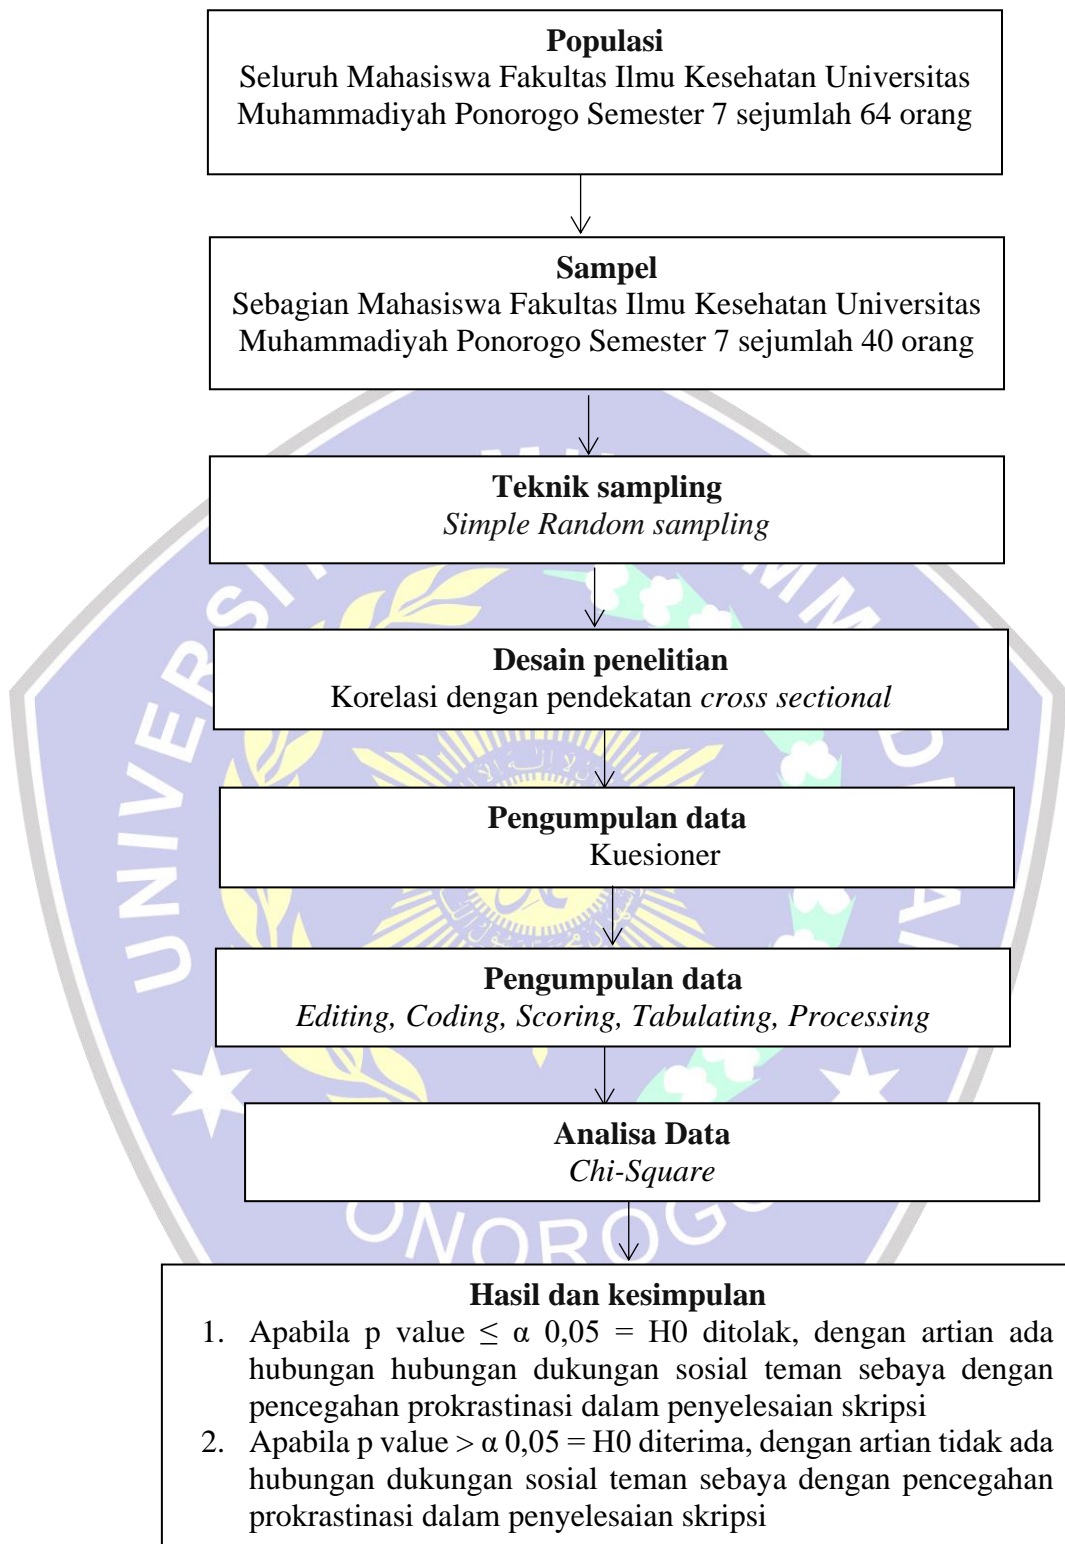 Populasi
Seluruh Mahasiswa Fakultas Ilmu Kesehatan Universitas
Muhammadiyah Ponorogo Semester 7 sejumlah 64 orang
Sampel
Sebagian Mahasiswa Fakultas Ilmu Kesehatan Universitas
Muhammadiyah Ponorogo Semester 7 sejumlah 40 orang
Teknik sampling
Simple Random sampling
Desain penelitian
Korelasi dengan pendekatan cross sectional
Pengumpulan data
Kuesioner
Pengumpulan data
Editing, Coding, Scoring, Tabulating, Processing
Analisa Data
Chi-Square
Hasil dan kesimpulan
1. Apabila p value ≤ α 0,05 = H0 ditolak, dengan artian ada
hubungan hubungan dukungan sosial teman sebaya dengan
pencegahan prokrastinasi dalam penyelesaian skripsi
2. Apabila p value > α 0,05 = H0 diterima, dengan artian tidak ada
hubungan dukungan sosial teman sebaya dengan pencegahan
prokrastinasi dalam penyelesaian skripsi